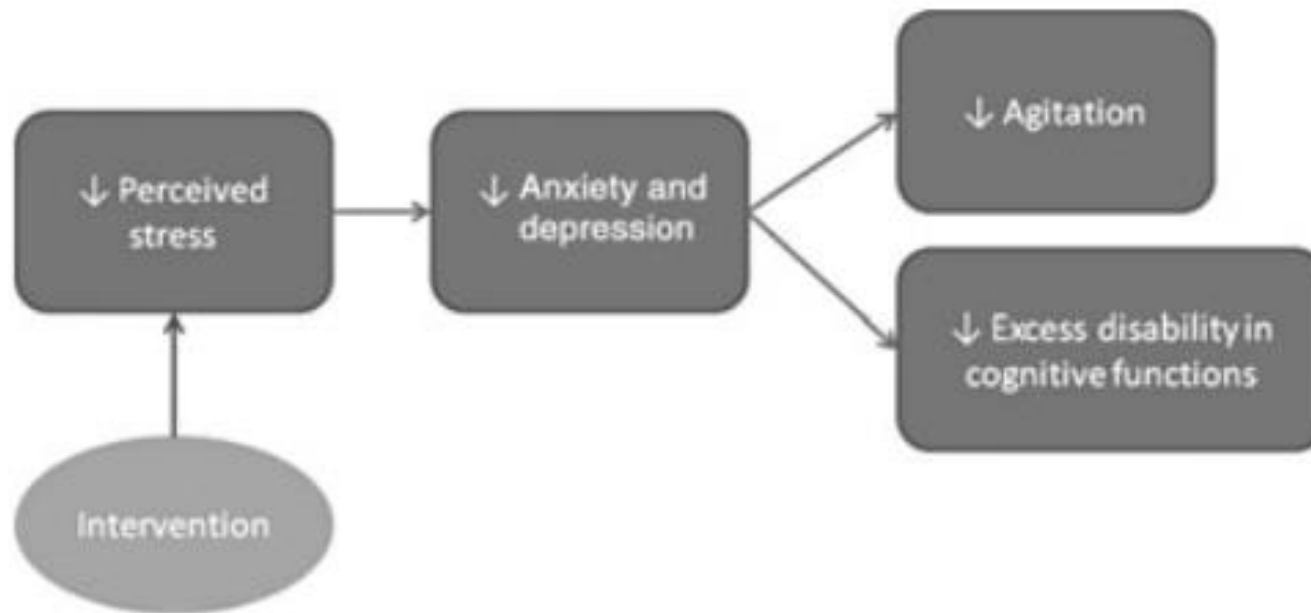 ↓ Perceived
stress
↓ Anxiety and
depression
↓ Agitation
↓ Excess disability in
cognitive functions
Intervention